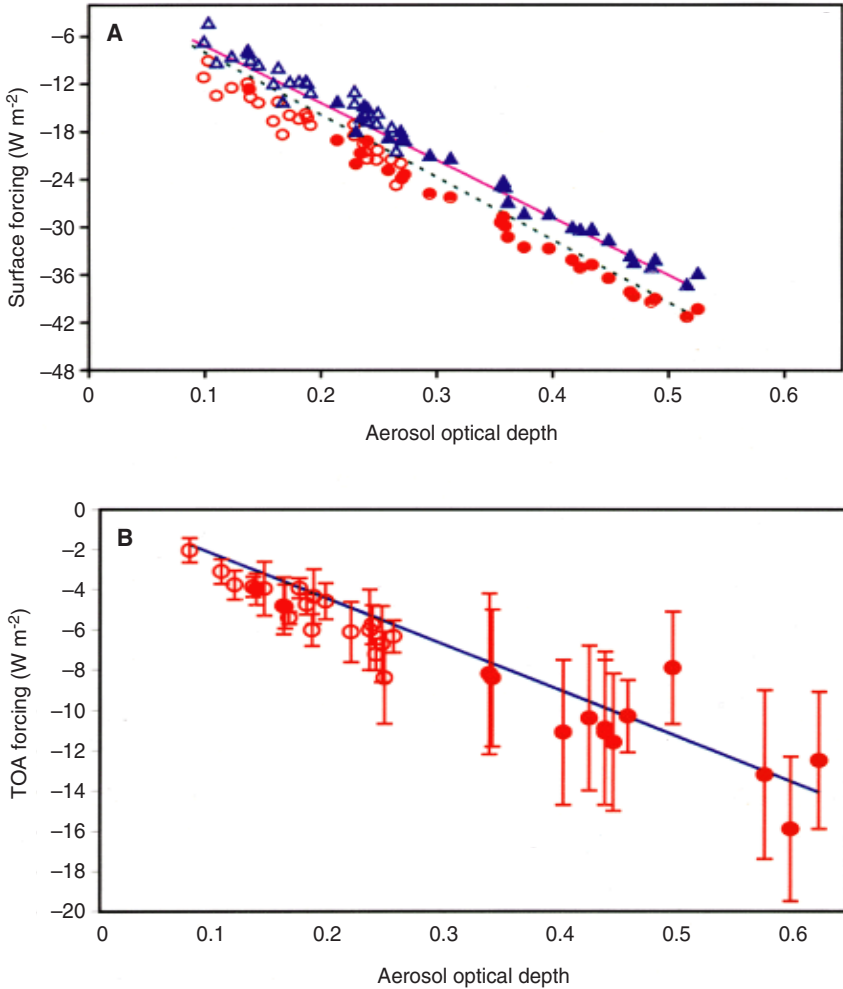 A
Surface forcing (W m-2)
–6
–12
–18
–24
–30
–36
–42
–48
0 0.1 0.2 0.3 0.4 0.5 0.6
Aerosol optical depth
B
TOA forcing (W m-2)
0
–2
–4
–6
–8
–10
–12
–14
–16
–18
–20
0 0.1 0.2 0.3 0.4 0.5 0.6
Aerosol optical depth